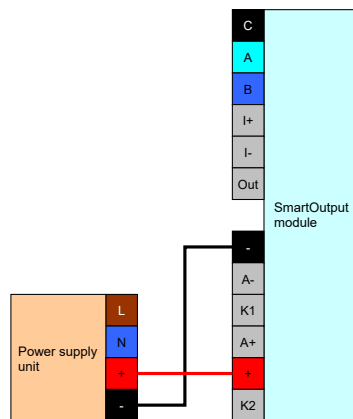 C
A
B
I+
I-
Out
SmartOutput
module
-
A-
K1
A+
+
K2
Power supply
unit
L
N
+
-